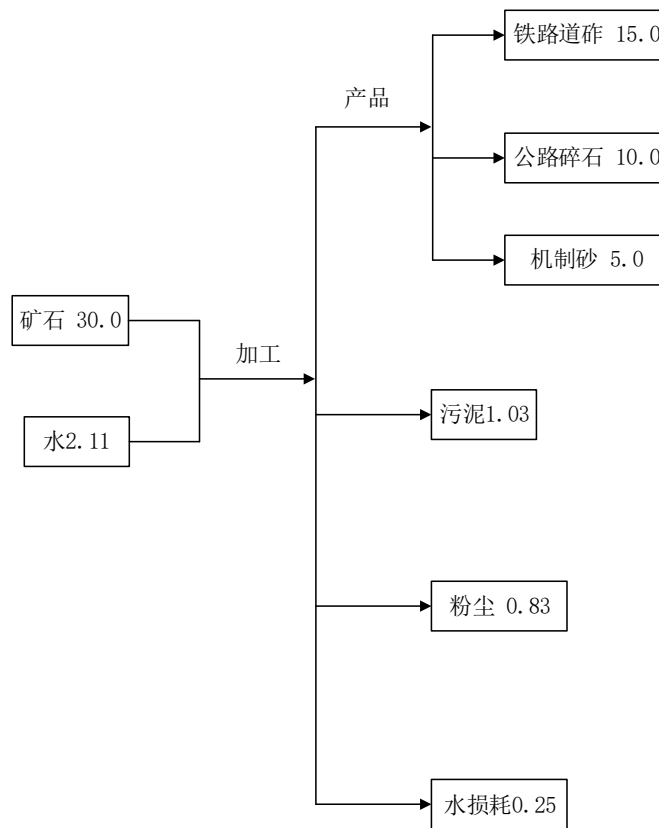 铁路道砟 15.0
产品
公路碎石 10.0
机制砂 5.0
矿石 30.0
加工
污泥1.03
水2.11
粉尘 0.83
水损耗0.25